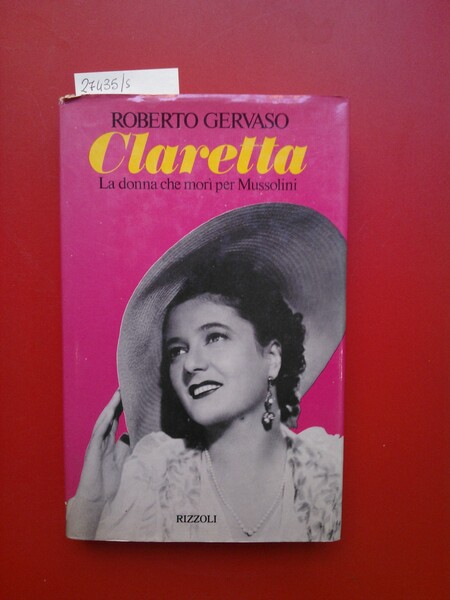 27435/s
ROBERTO GERVASO
Claretta
La donna che morì per Mussolini
RIZZOLI